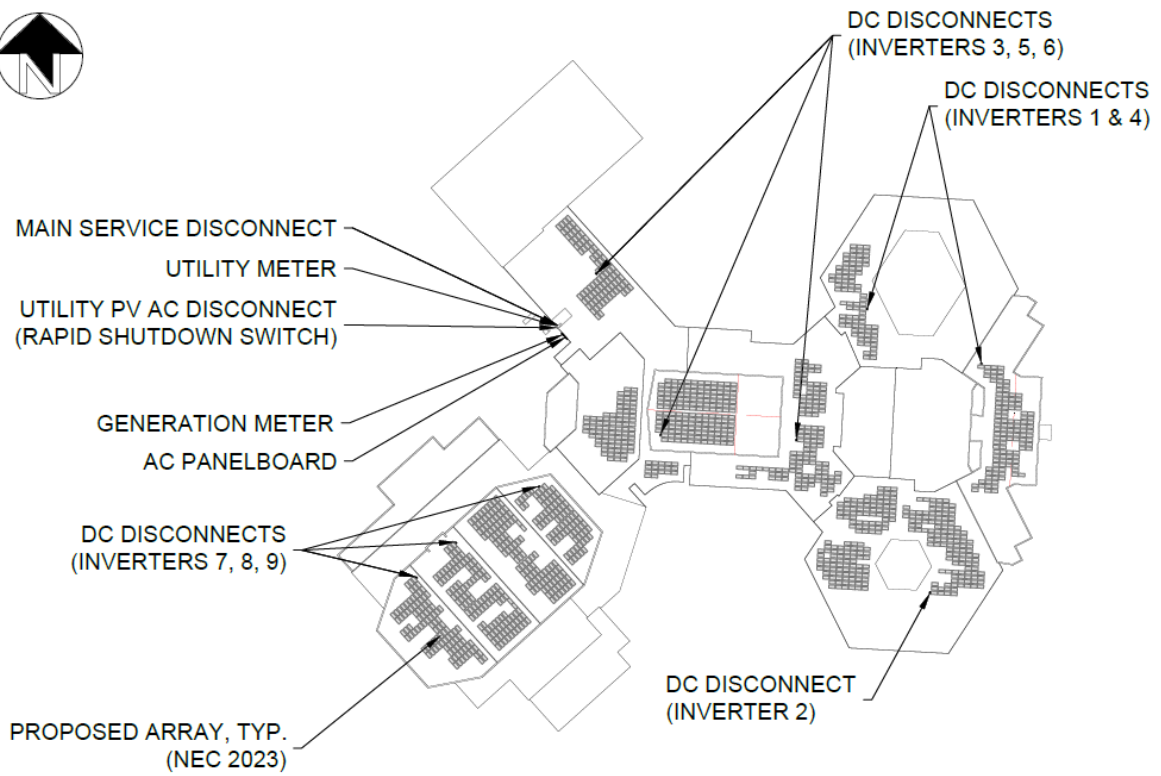 N
DC DISCONNECTS
(INVERTERS 3, 5, 6)
DC DISCONNECTS
(INVERTERS 1 & 4)
MAIN SERVICE DISCONNECT
UTILITY METER
UTILITY PV AC DISCONNECT
(RAPID SHUTDOWN SWITCH)
GENERATION METER
AC PANELBOARD
DC DISCONNECTS
(INVERTERS 7, 8, 9)
DC DISCONNECT
(INVERTER 2)
PROPOSED ARRAY, TYP.
(NEC 2023)